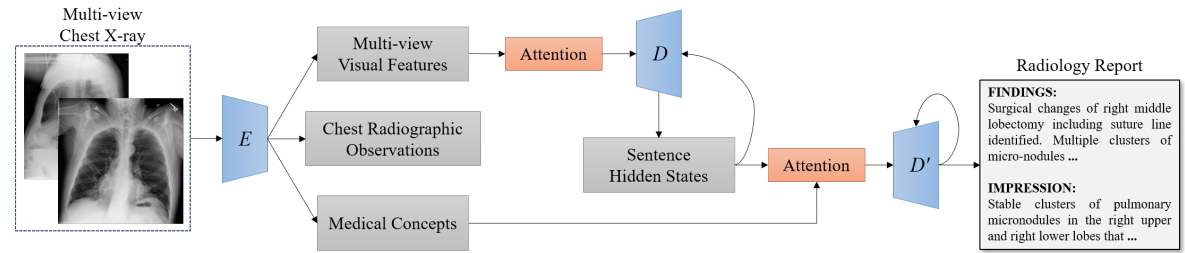 Multi-view
Chest X-ray
E
Multi-view
Visual Features
Chest Radiographic
Observations
Medical Concepts
Attention
D
Sentence
Hidden States
Attention
D'
Radiology Report
FINDINGS:
Surgical changes of right middle
lobectomy including suture line
identified. Multiple clusters of
micro-nodules ...
IMPRESSION:
Stable clusters of pulmonary
micronodules in the right upper
and right lower lobes that ...